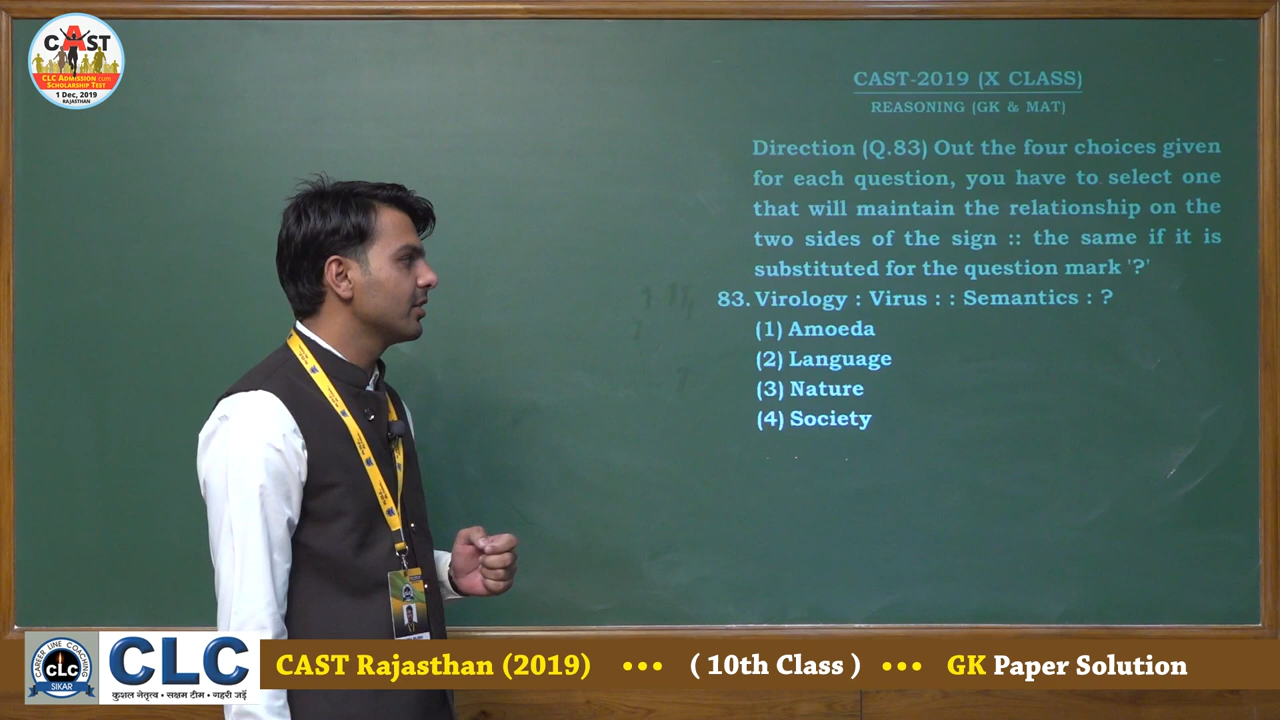 CAST
CLC ADMISSION cum
SCHOLARSHIP TEST
1 Dec, 2019
RAJASTHAN
CAST-2019 (X CLASS)
REASONING (GK & MAT)
Direction (Q.83) Out the four choices given
for each question, you have to select one
that will maintain the relationship on the
two sides of the sign :: the same if it is
substituted for the question mark '?'
83. Virology : Virus : : Semantics : ?
(1) Amoeda
(2) Language
(3) Nature
(4) Society
CAREER LINE COACHING
CLC
SIKAR
CLC
कुशल नेतृत्व • सक्षम टीम • गहरी जड़ें
CAST Rajasthan (2019) ••• ( 10th Class ) ••• GK Paper Solution